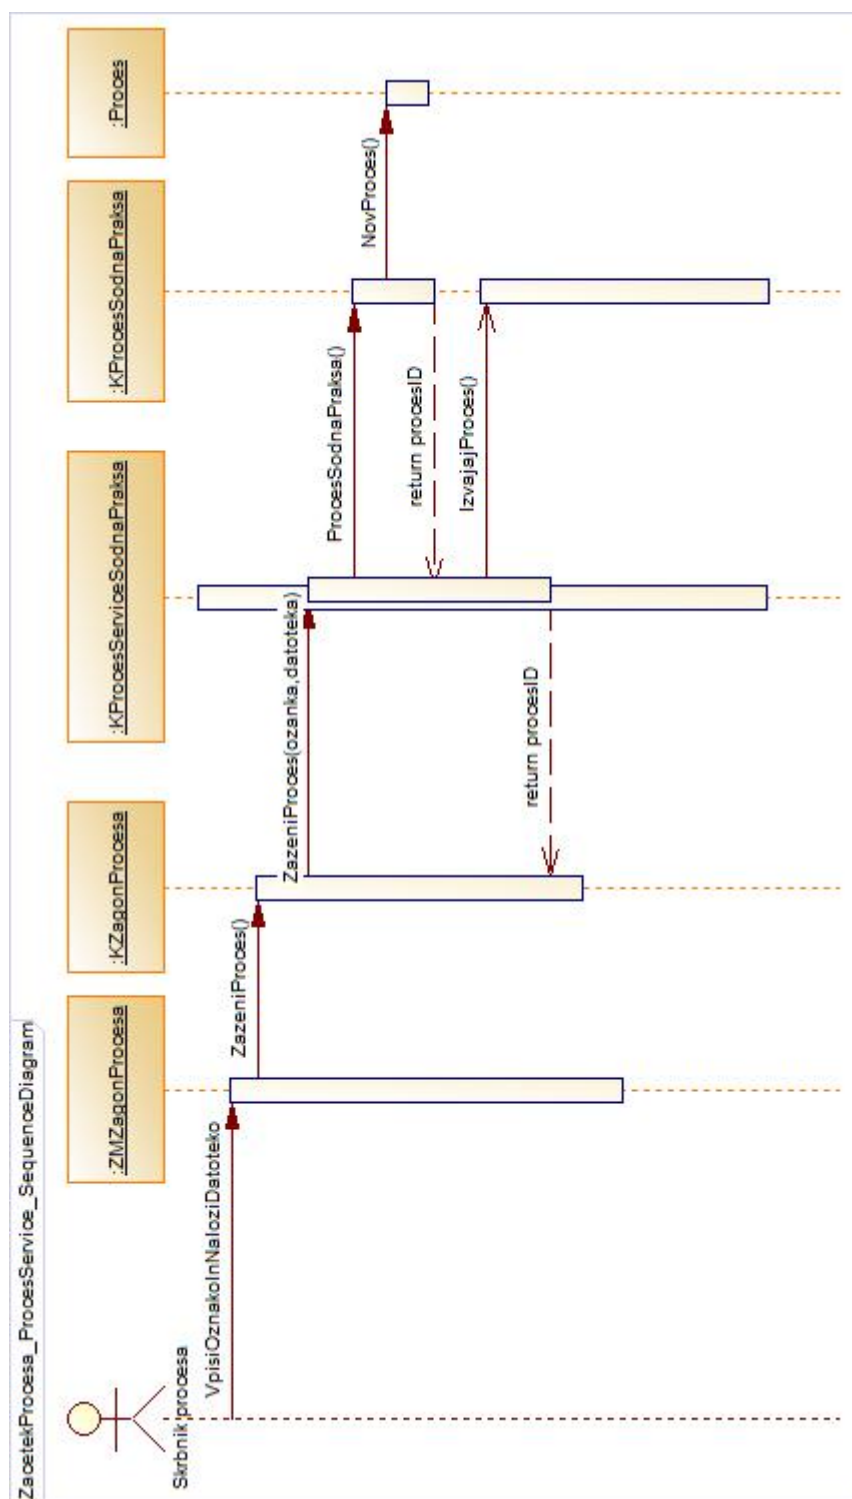 ZacetekProcesa_ProcesService_SequenceDiagram
Skrbnik procesa
:ZMZagonProcesa
:KZagonProcesa
:KProcesServiceSodnaPraksa
:KProcesSodnaPraksa
:Proces
VpisiOznakoInNaloziDatoteko
ZazeniProces()
ZazeniProces(ozanka,datoteka)
ProcesSodnaPraksa()
NovProces()
return procesID
IzvajajProces()
return procesID